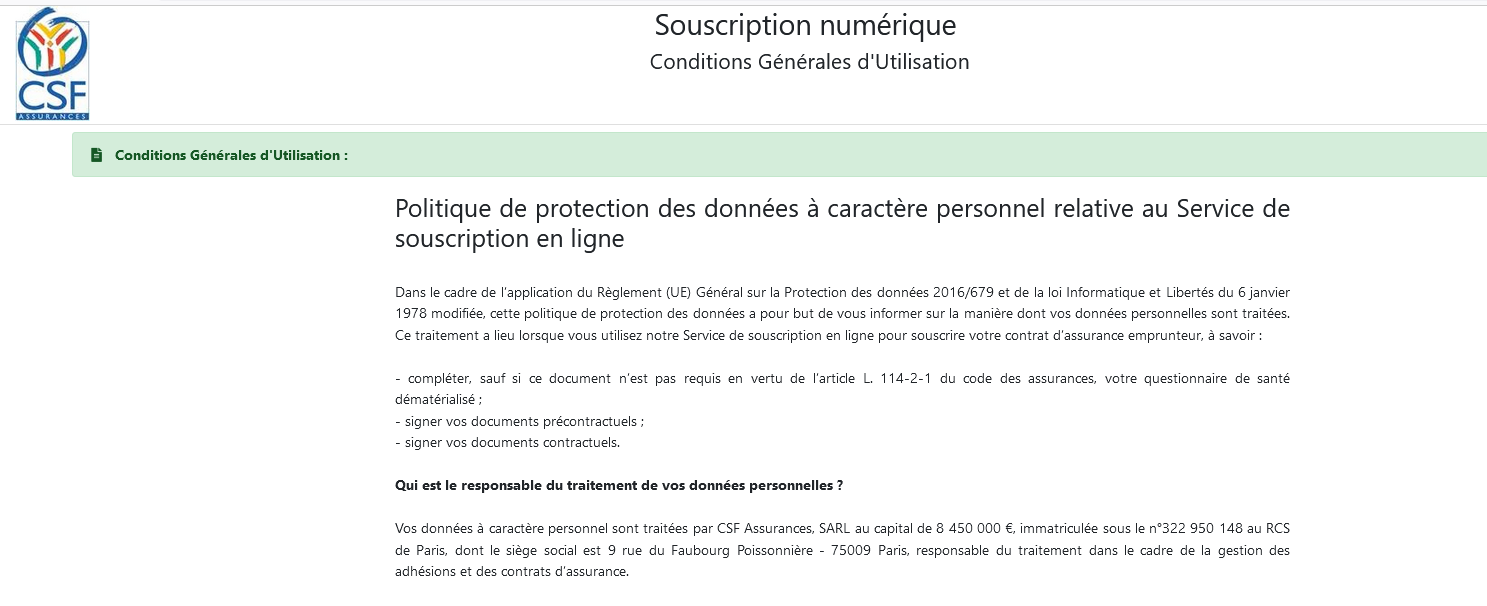 Souscription numérique
Conditions Générales d'Utilisation
CSF
ASSURANCES
Conditions Générales d'Utilisation :
Politique de protection des données à caractère personnel relative au Service de
souscription en ligne
Dans le cadre de l'application du Règlement (UE) Général sur la Protection des données 2016/679 et de la loi Informatique et Libertés du 6 janvier
1978 modifiée, cette politique de protection des données a pour but de vous informer sur la manière dont vos données personnelles sont traitées.
Ce traitement a lieu lorsque vous utilisez notre Service de souscription en ligne pour souscrire votre contrat d'assurance emprunteur, à savoir :
- compléter, sauf si ce document n'est pas requis en vertu de l'article L. 114-2-1 du code des assurances, votre questionnaire de santé
dématérialisé ;
- signer vos documents précontractuels ;
- signer vos documents contractuels.
Qui est le responsable du traitement de vos données personnelles ?
Vos données à caractère personnel sont traitées par CSF Assurances, SARL au capital de 8 450 000 €, immatriculée sous le n°322 950 148 au RCS
de Paris, dont le siège social est 9 rue du Faubourg Poissonnière - 75009 Paris, responsable du traitement dans le cadre de la gestion des
adhésions et des contrats d'assurance.